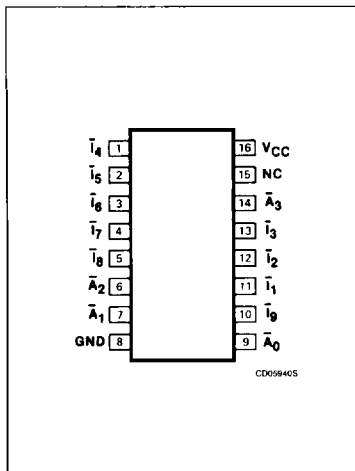 Ī4 1 16 VCC
Ī5 2 15 NC
Ī6 3 14 Ā3
Ī7 4 13 Ī3
Ī8 5 12 Ī2
Ā2 6 11 Ī1
Ā1 7 10 Ī9
GND 8 9 Ā0
CD05940S